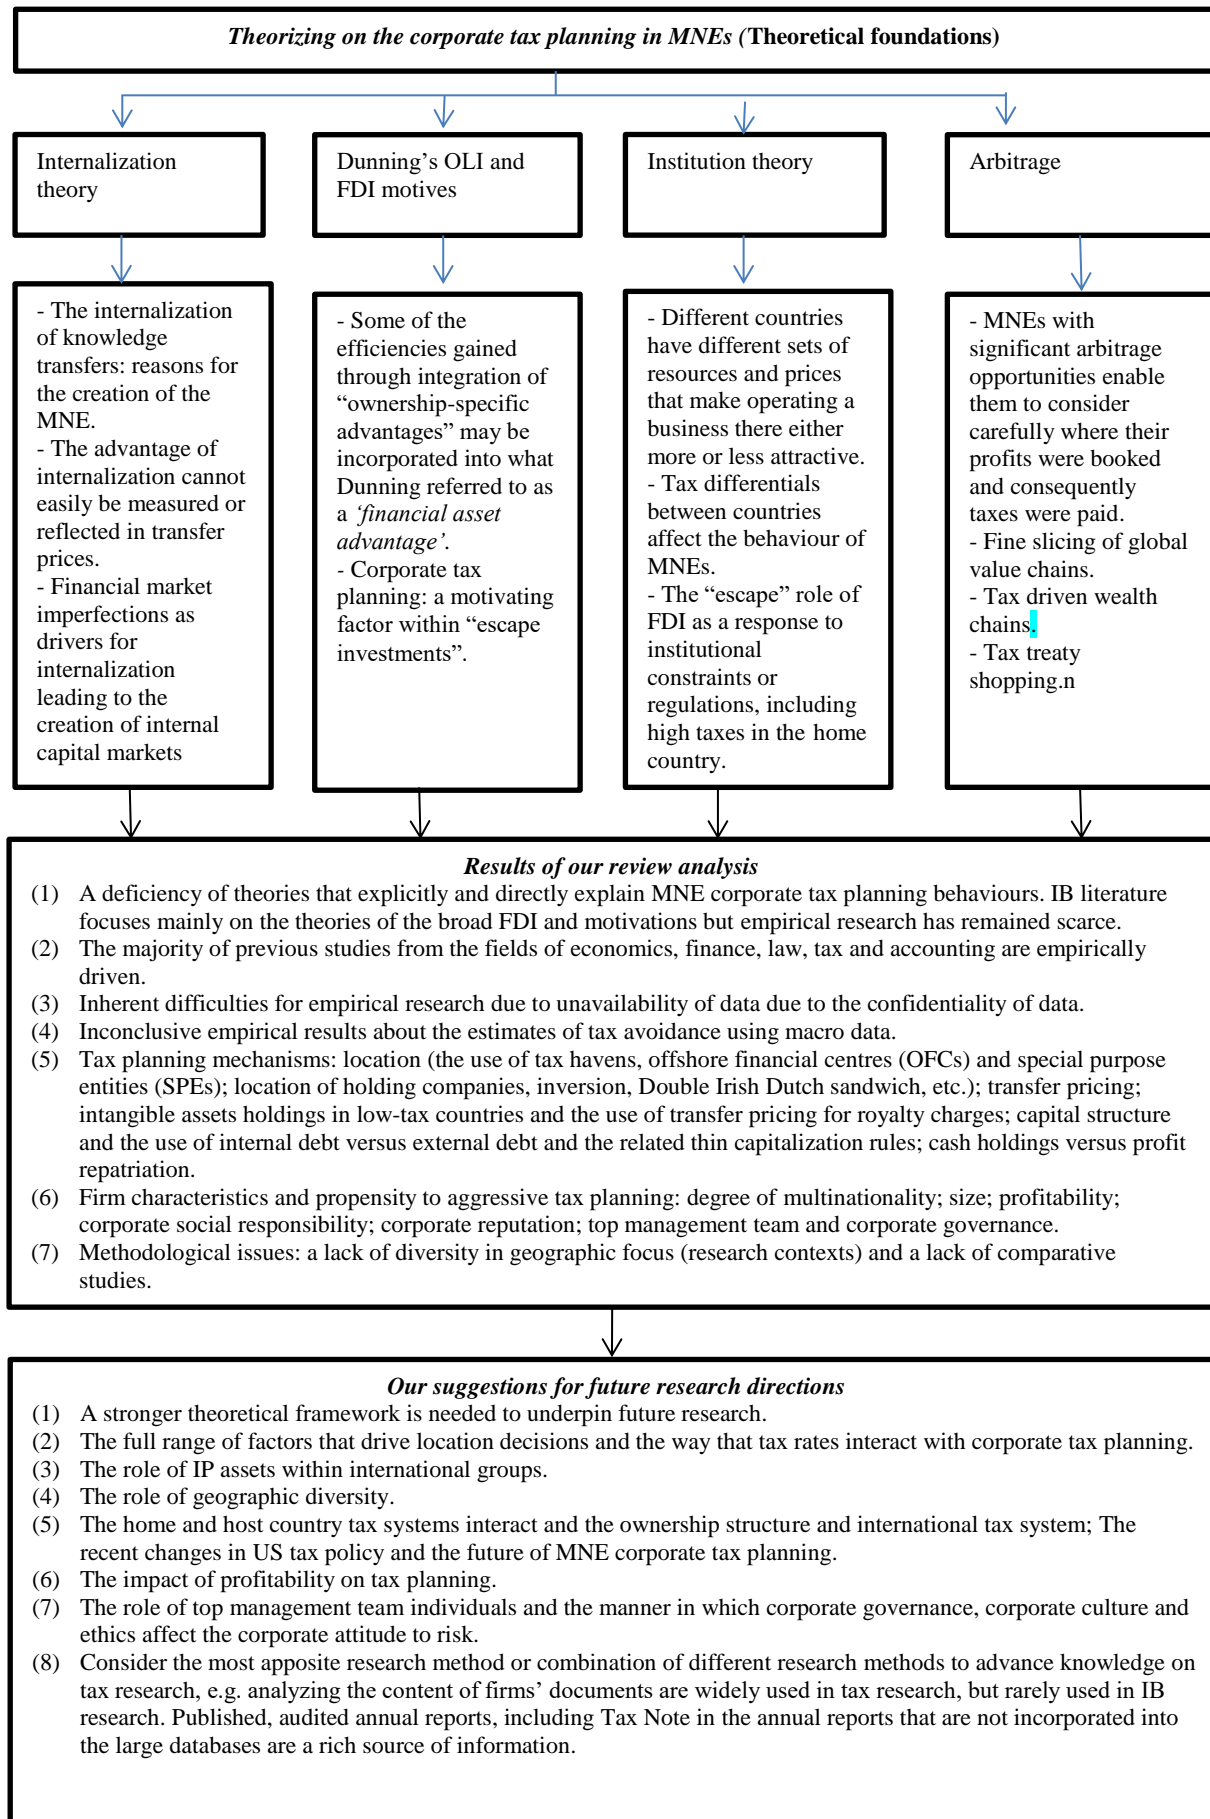 Theorizing on the corporate tax planning in MNEs (Theoretical foundations)
Internalization
theory
Dunning’s OLI and
FDI motives
Institution theory
Arbitrage
- The internalization
of knowledge
transfers: reasons for
the creation of the
MNE.
- The advantage of
internalization cannot
easily be measured or
reflected in transfer
prices.
- Financial market
imperfections as
drivers for
internalization
leading to the
creation of internal
capital markets
- Some of the
efficiencies gained
through integration of
“ownership-specific
advantages” may be
incorporated into what
Dunning referred to as
a ‘financial asset
advantage’.
- Corporate tax
planning: a motivating
factor within “escape
investments”.
- Different countries
have different sets of
resources and prices
that make operating a
business there either
more or less attractive.
- Tax differentials
between countries
affect the behaviour of
MNEs.
- The “escape” role of
FDI as a response to
institutional
constraints or
regulations, including
high taxes in the home
country.
- MNEs with
significant arbitrage
opportunities enable
them to consider
carefully where their
profits were booked
and consequently
taxes were paid.
- Fine slicing of global
value chains.
- Tax driven wealth
chains.
- Tax treaty
shopping.n
Results of our review analysis
(1) A deficiency of theories that explicitly and directly explain MNE corporate tax planning behaviours. IB literature
focuses mainly on the theories of the broad FDI and motivations but empirical research has remained scarce.
(2) The majority of previous studies from the fields of economics, finance, law, tax and accounting are empirically
driven.
(3) Inherent difficulties for empirical research due to unavailability of data due to the confidentiality of data.
(4) Inconclusive empirical results about the estimates of tax avoidance using macro data.
(5) Tax planning mechanisms: location (the use of tax havens, offshore financial centres (OFCs) and special purpose
entities (SPEs); location of holding companies, inversion, Double Irish Dutch sandwich, etc.); transfer pricing;
intangible assets holdings in low-tax countries and the use of transfer pricing for royalty charges; capital structure
and the use of internal debt versus external debt and the related thin capitalization rules; cash holdings versus profit
repatriation.
(6) Firm characteristics and propensity to aggressive tax planning: degree of multinationality; size; profitability;
corporate social responsibility; corporate reputation; top management team and corporate governance.
(7) Methodological issues: a lack of diversity in geographic focus (research contexts) and a lack of comparative
studies.
Our suggestions for future research directions
(1) A stronger theoretical framework is needed to underpin future research.
(2) The full range of factors that drive location decisions and the way that tax rates interact with corporate tax planning.
(3) The role of IP assets within international groups.
(4) The role of geographic diversity.
(5) The home and host country tax systems interact and the ownership structure and international tax system; The
recent changes in US tax policy and the future of MNE corporate tax planning.
(6) The impact of profitability on tax planning.
(7) The role of top management team individuals and the manner in which corporate governance, corporate culture and
ethics affect the corporate attitude to risk.
(8) Consider the most apposite research method or combination of different research methods to advance knowledge on
tax research, e.g. analyzing the content of firms’ documents are widely used in tax research, but rarely used in IB
research. Published, audited annual reports, including Tax Note in the annual reports that are not incorporated into
the large databases are a rich source of information.